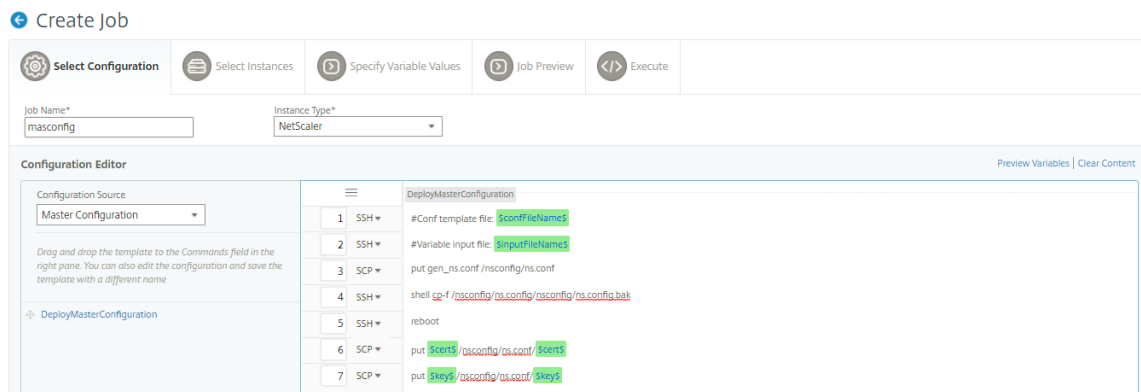 Create Job
Select Configuration
Select Instances
Specify Variable Values
Job Preview
Execute
Job Name*
Instance Type*
masconfig
NetScaler
Configuration Editor
Preview Variables | Clear Content
Configuration Source
Master Configuration
Drag and drop the template to the Commands field in the
right pane. You can also edit the configuration and save the
template with a different name
DeployMasterConfiguration
DeployMasterConfiguration
1 SSH #Conf template file: $confFileName$
2 SSH #Variable input file: $inputFileName$
3 SCP put gen_ns.conf /nsconfig/ns.conf
4 SSH shell cp-f /nsconfig/ns.config/nsconfig/ns.config.bak
5 SSH reboot
6 SCP put $cert$ /nsconfig/ns.conf/ $cert$
7 SCP put $key$ /nsconfig/ns.conf/ $key$